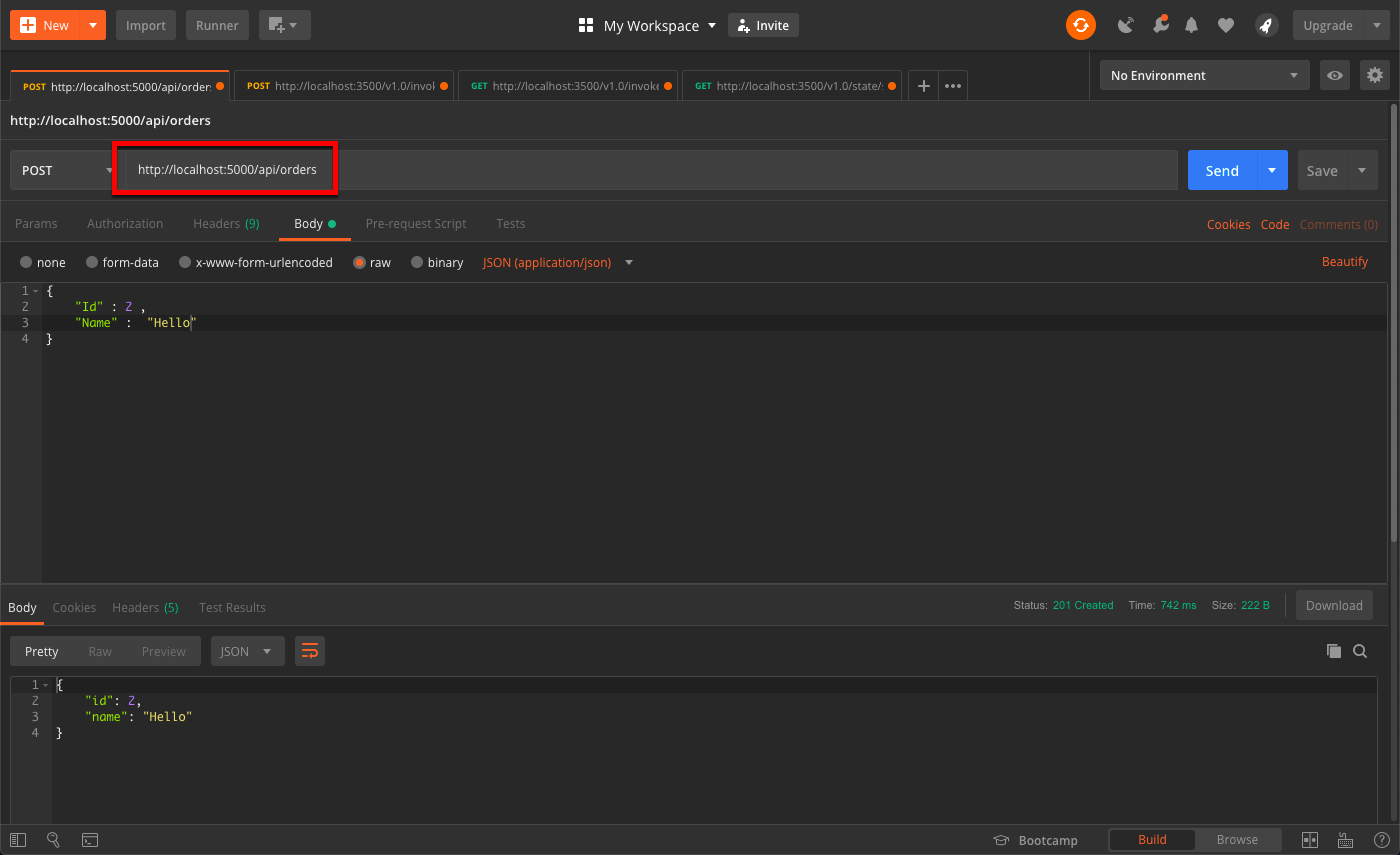 New Import Runner My Workspace Invite Upgrade
POST http://localhost:5000/api/order POST http://localhost:3500/v1.0/invok GET http://localhost:3500/v1.0/invoke GET http://localhost:3500/v1.0/state/ No Environment
http://localhost:5000/api/orders
POST http://localhost:5000/api/orders Send Save
Params Authorization Headers (9) Body Pre-request Script Tests Cookies Code Comments (0)
none form-data x-www-form-urlencoded raw binary JSON (application/json) Beautify
1 {
2 "Id" : 2 ,
3 "Name" : "Hello"
4 }
Body Cookies Headers (5) Test Results Status: 201 Created Time: 742 ms Size: 222 B Download
Pretty Raw Preview JSON
1 {
2 "id": 2,
3 "name": "Hello"
4 }
Bootcamp Build Browse